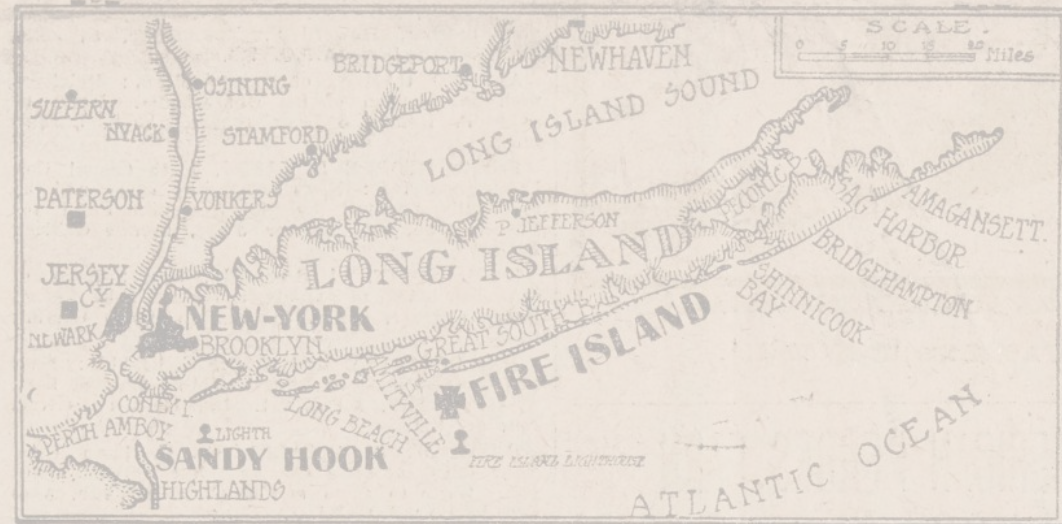 SCALE.
0 5 10 15 20 Miles
BRIDGEPORT
NEWHAVEN
OSINING
SUFFERN
NYACK
STAMFORD
LONG ISLAND SOUND
PATERSON
YONKERS
P. JEFFERSON
PECONIC
SAG HARBOR
AMAGANSETT.
LONG ISLAND
BRIDGEHAMPTON
JERSEY
CY.
SHINNICOOK
BAY
NEWARK
NEW-YORK
BROOKLYN
GREAT SOUTH B.
FIRE ISLAND
AMITYVILLE
CONEY I.
LONG BEACH
PERTH AMBOY
LIGHTH
SANDY HOOK
FIRE ISLAND LIGHTHOUSE
HIGHLANDS
ATLANTIC OCEAN